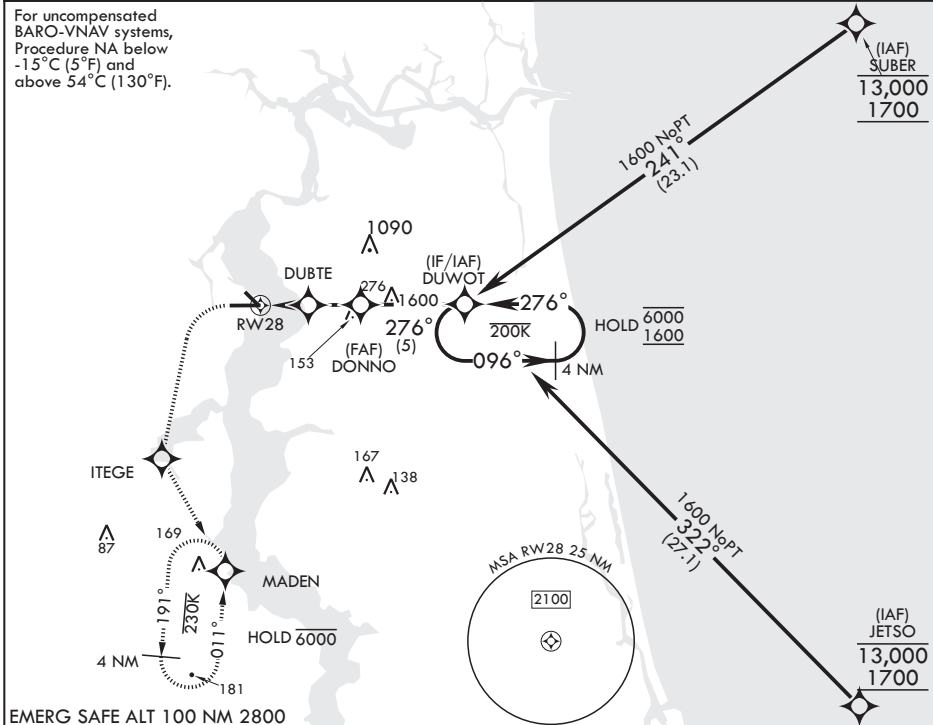 For uncompensated
BARO-VNAV systems,
Procedure NA below
-15°C (5°F) and
above 54°C (130°F).
(IAF)
SUBER
13,000
1700
1600 NoPT
241°
(23.1)
1090
(IF/IAF)
DUWOT
DUBTE
276
1600
276°
RW28
276°
(5)
200K
HOLD 6000
1600
153
(FAF)
DONNO
096°
4 NM
ITEGE
167
138
1600 NoPT
322°
(27.1)
87
169
MSA RW28 25 NM
2100
MADEN
191°
230K
011°
HOLD 6000
4 NM
181
(IAF)
JETSO
13,000
1700
EMERG SAFE ALT 100 NM 2800